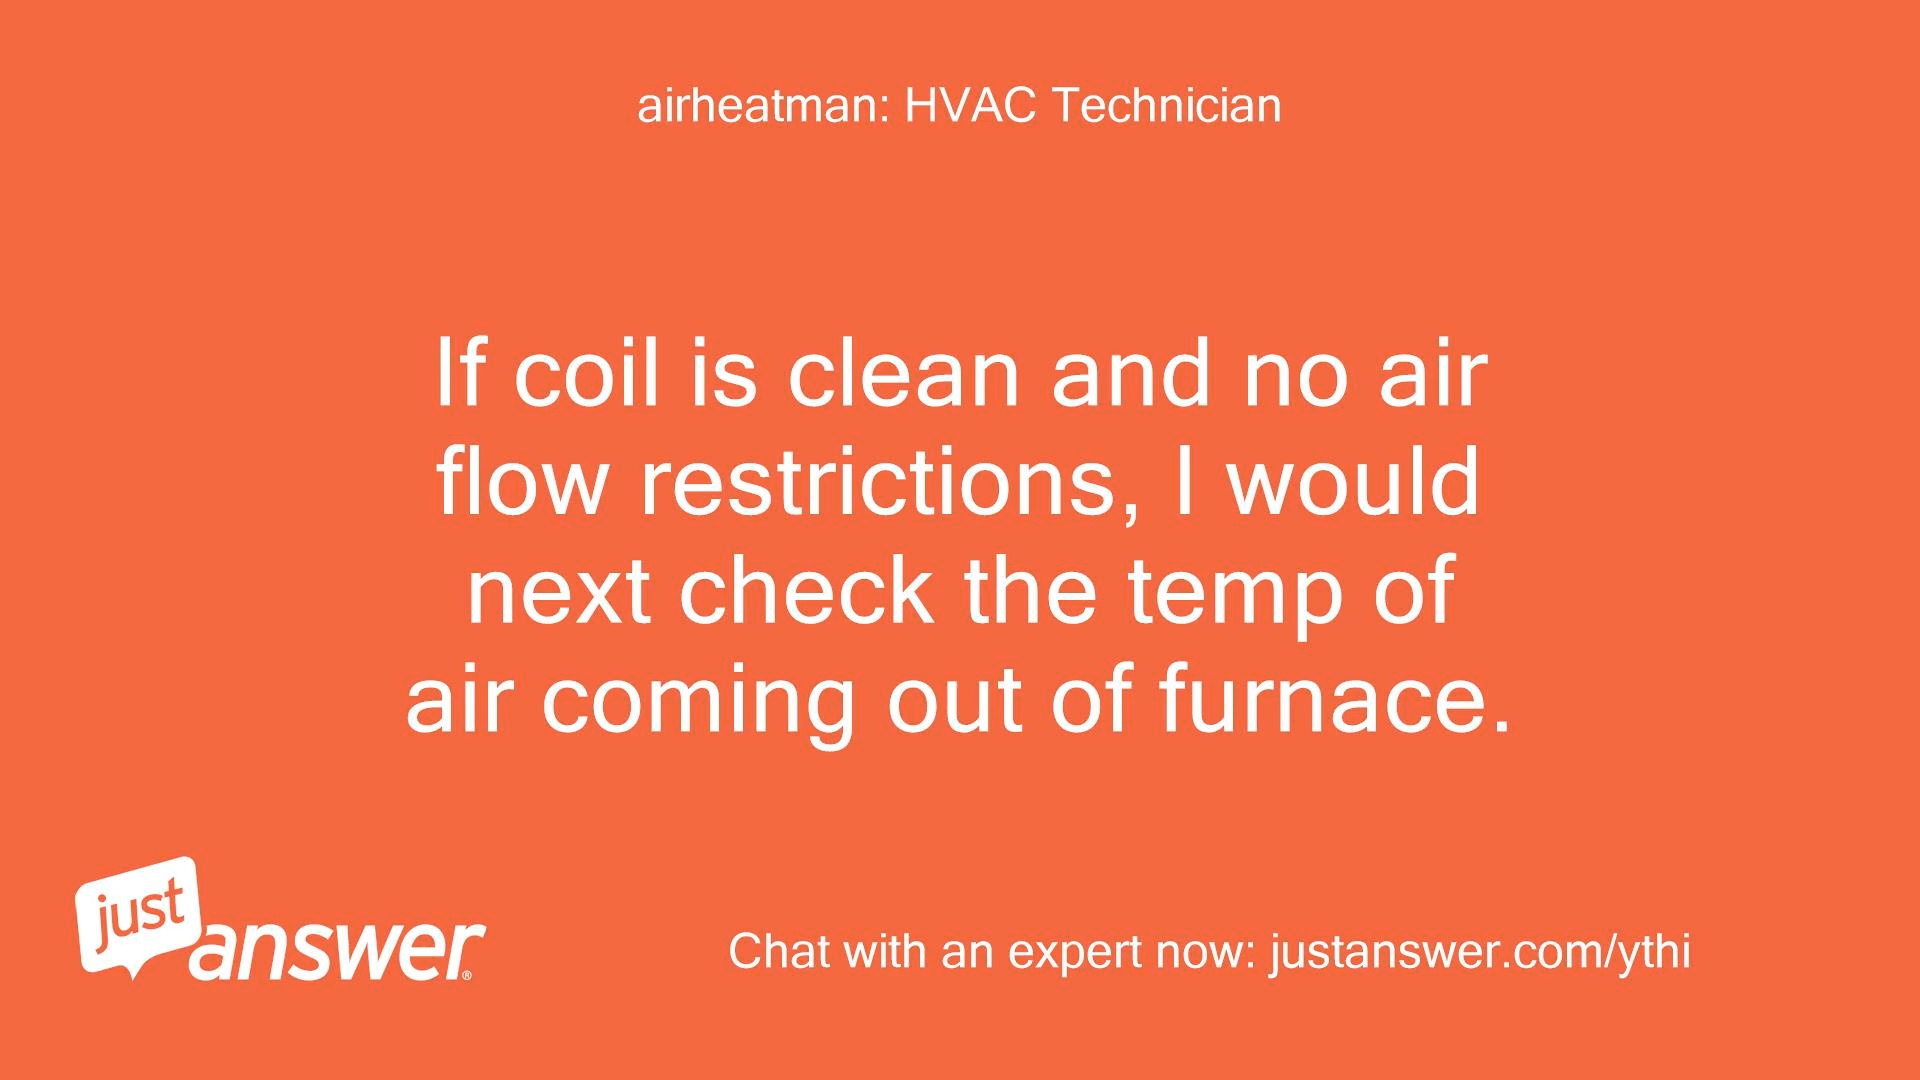 airheatman: HVAC Technician
If coil is clean and no air
flow restrictions, I would
next check the temp of
air coming out of furnace.
just
answer®
Chat with an expert now: justanswer.com/ythi